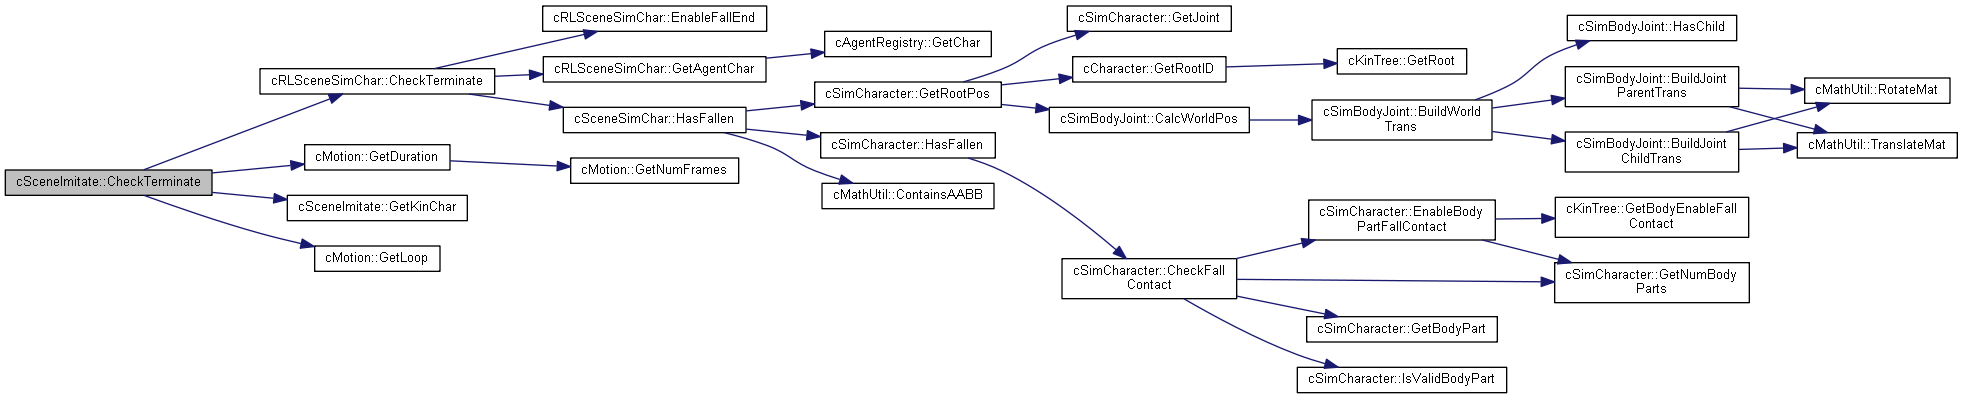 cSceneImitate::CheckTerminate
cRLSceneSimChar::CheckTerminate
cMotion::GetDuration
cSceneImitate::GetKinChar
cMotion::GetLoop
cRLSceneSimChar::EnableFallEnd
cRLSceneSimChar::GetAgentChar
cSceneSimChar::HasFallen
cMotion::GetNumFrames
cAgentRegistry::GetChar
cSimCharacter::GetRootPos
cSimCharacter::HasFallen
cMathUtil::ContainsAABB
cSimCharacter::GetJoint
cCharacter::GetRootID
cSimBodyJoint::CalcWorldPos
cSimCharacter::CheckFall
Contact
cKinTree::GetRoot
cSimBodyJoint::BuildWorld
Trans
cSimCharacter::EnableBody
PartFallContact
cSimCharacter::GetBodyPart
cSimCharacter::IsValidBodyPart
cSimBodyJoint::HasChild
cSimBodyJoint::BuildJoint
ParentTrans
cSimBodyJoint::BuildJoint
ChildTrans
cKinTree::GetBodyEnableFall
Contact
cSimCharacter::GetNumBody
Parts
cMathUtil::RotateMat
cMathUtil::TranslateMat